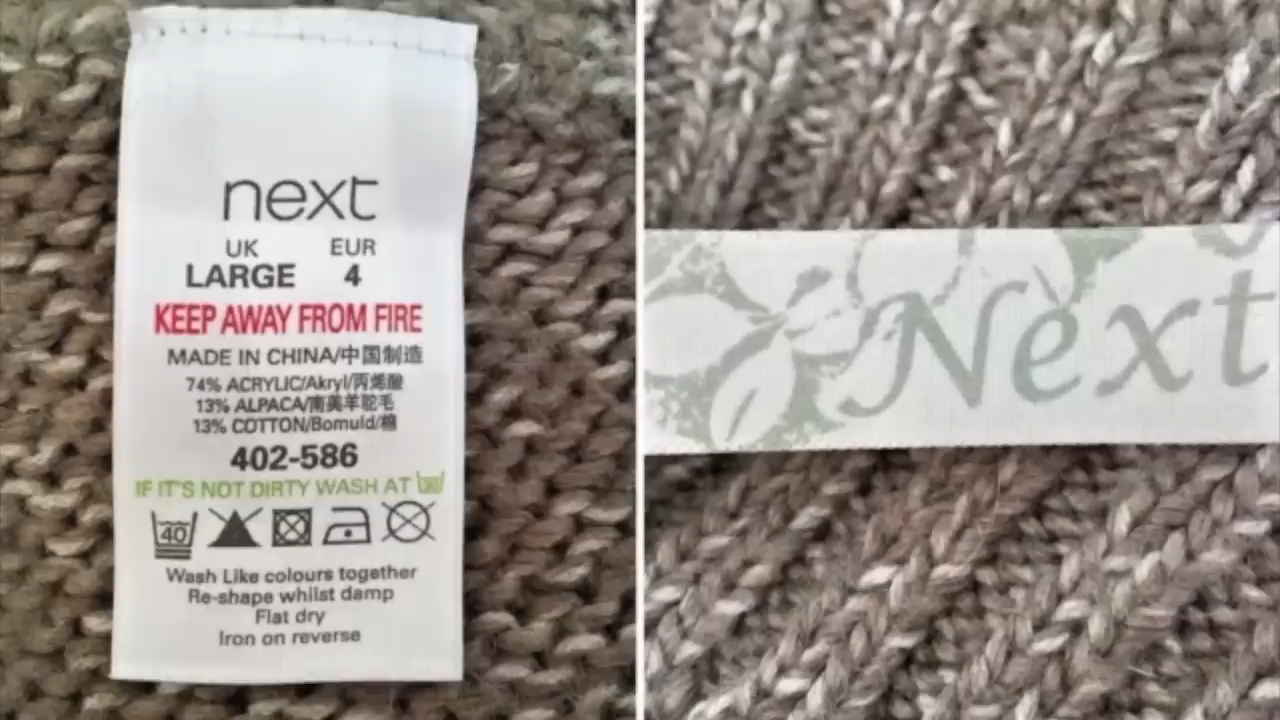 next
UK EUR
LARGE 4
KEEP AWAY FROM FIRE
MADE IN CHINA/中国制造
74% ACRYLIC/Akryl/丙烯酸
13% ALPACA/南美羊驼毛
13% COTTON/Bomuld/棉
402-586
IF IT'S NOT DIRTY WASH AT 30
40
Wash Like colours together
Re-shape whilst damp
Flat dry
Iron on reverse
Next